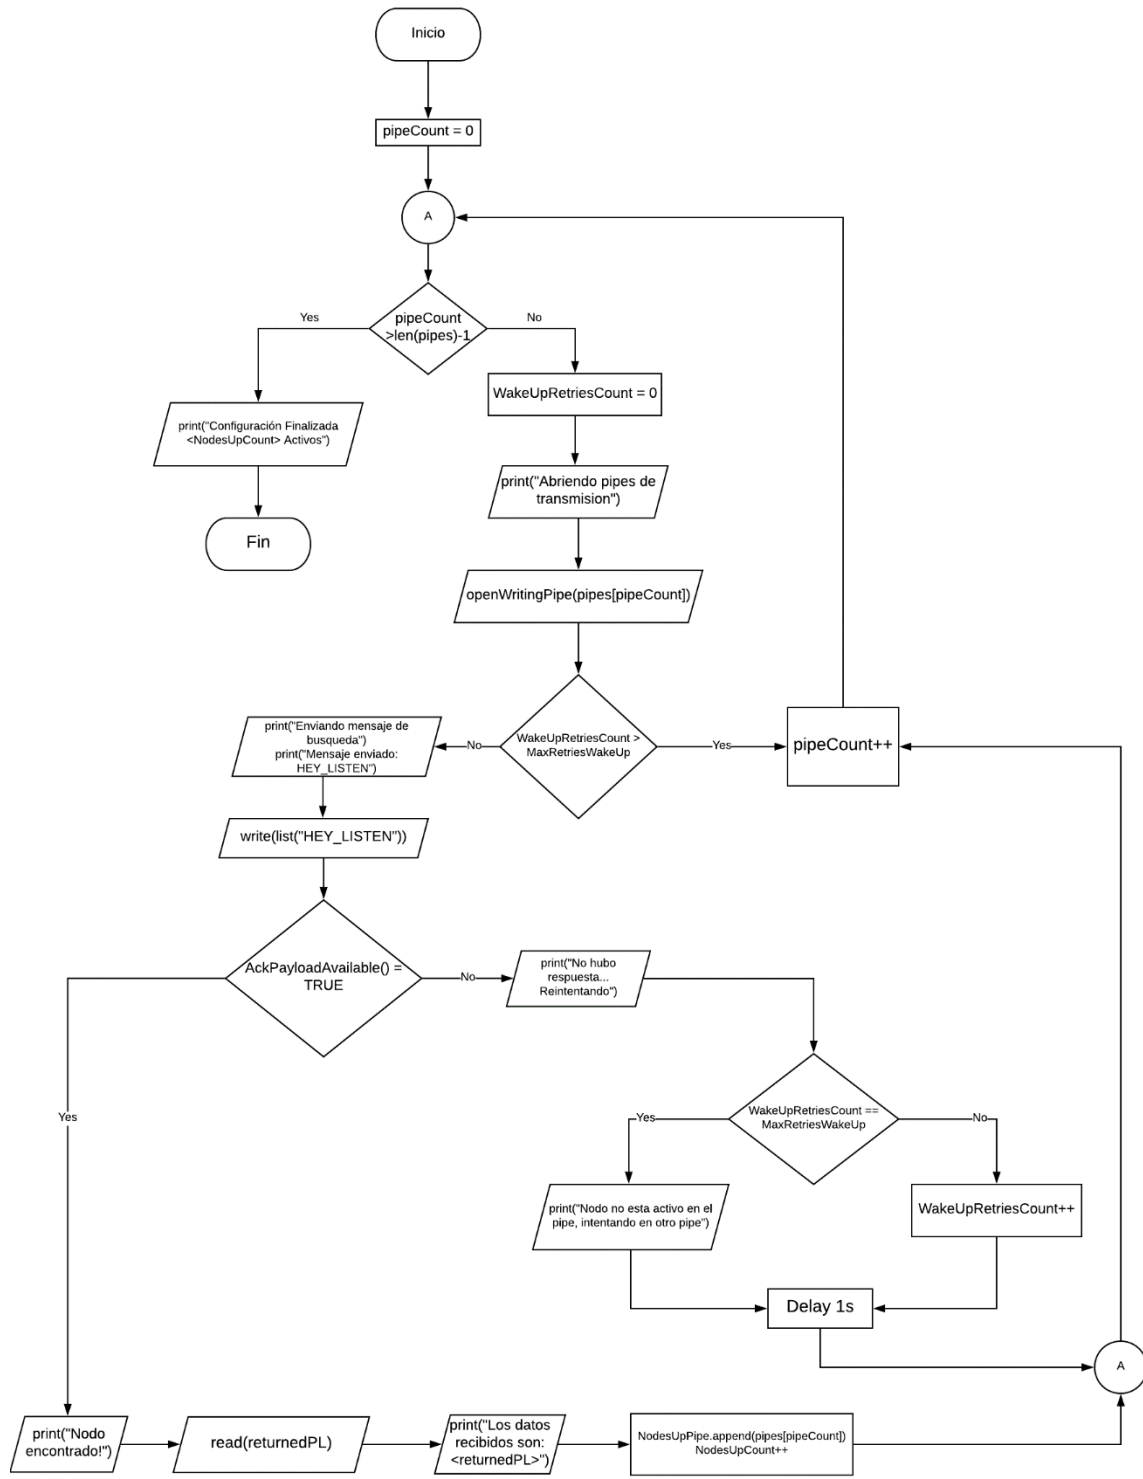 Inicio
pipeCount = 0
A
pipeCount
>len(pipes)-1
Yes
No
WakeUpRetriesCount = 0
print("Configuración Finalizada
<NodesUpCount> Activos")
print("Abriendo pipes de
transmision")
Fin
openWritingPipe(pipes[pipeCount])
print("Enviando mensaje de
busqueda")
print("Mensaje enviado:
HEY_LISTEN")
No
WakeUpRetriesCount >
MaxRetriesWakeUp
Yes
pipeCount++
write(list("HEY_LISTEN"))
AckPayloadAvailable() =
TRUE
No
print("No hubo
respuesta...
Reintentando")
Yes
Yes
WakeUpRetriesCount ==
MaxRetriesWakeUp
No
print("Nodo no esta activo en el
pipe, intentando en otro pipe")
WakeUpRetriesCount++
Delay 1s
A
print("Nodo
encontrado!")
read(returnedPL)
print("Los datos
recibidos son:
<returnedPL>")
NodesUpPipe.append(pipes[pipeCount])
NodesUpCount++